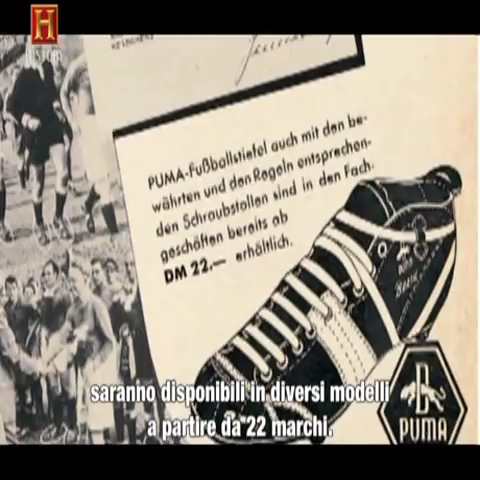 H
HISTORY
PUMA-Fußballstiefel auch mit den be-
währten und den Regeln entsprechen-
den Schraubstollen sind in den Fach-
geschäften bereits ab
DM 22.— erhältlich.
saranno disponibili in diversi modelli
a partire da 22 marchi.
PUMA